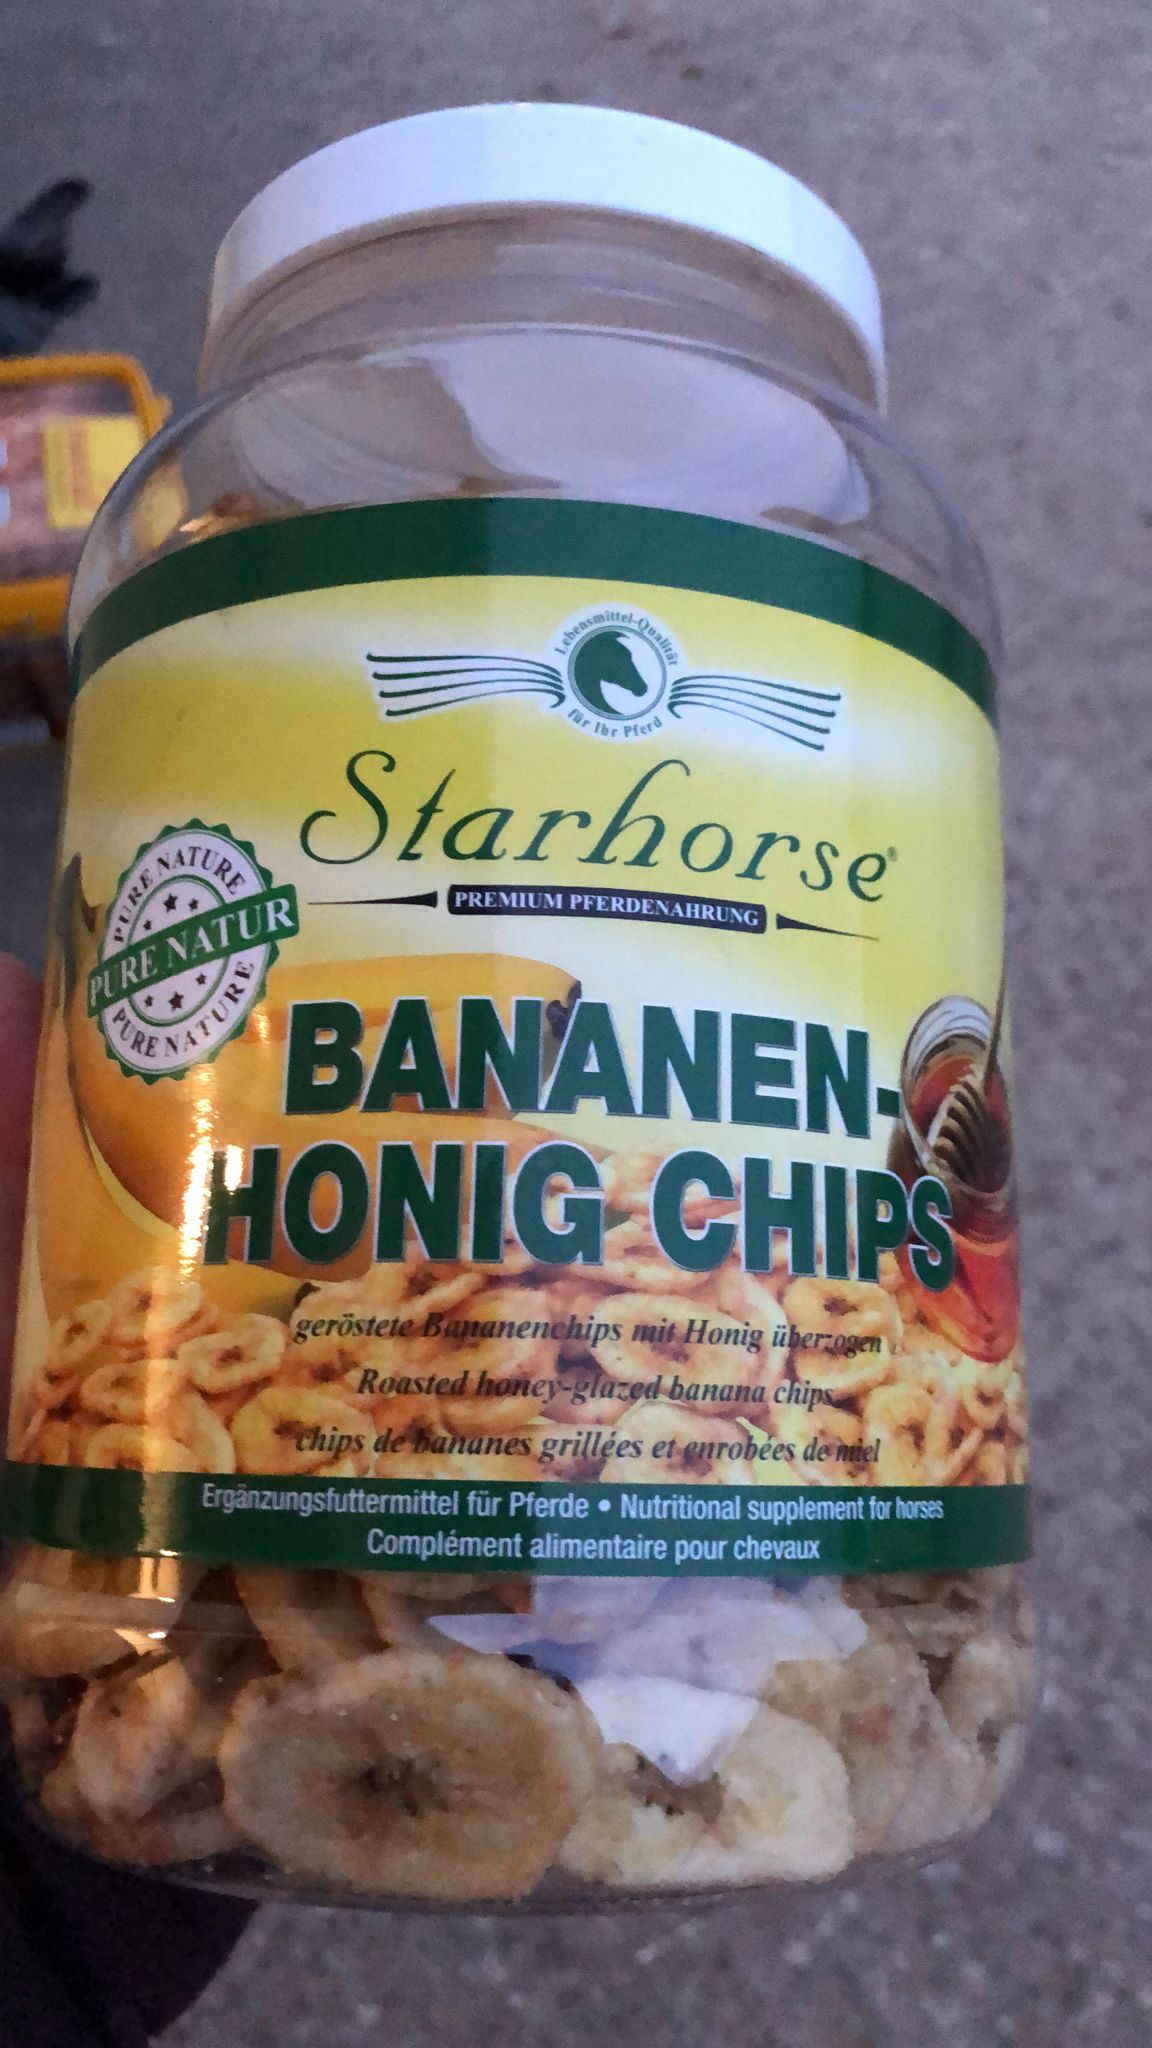 Lebensmittel-Qualität
für Ihr Pferd
Starhorse®
PREMIUM PFERDENAHRUNG
PURE NATURE
PURE NATUR
PURE NATURE
BANANEN-
HONIG CHIPS
geröstete Bananenchips mit Honig überzogen
Roasted honey-glazed banana chips
chips de bananes grillées et enrobées de miel
Ergänzungsfuttermittel für Pferde • Nutritional supplement for horses
Complément alimentaire pour chevaux